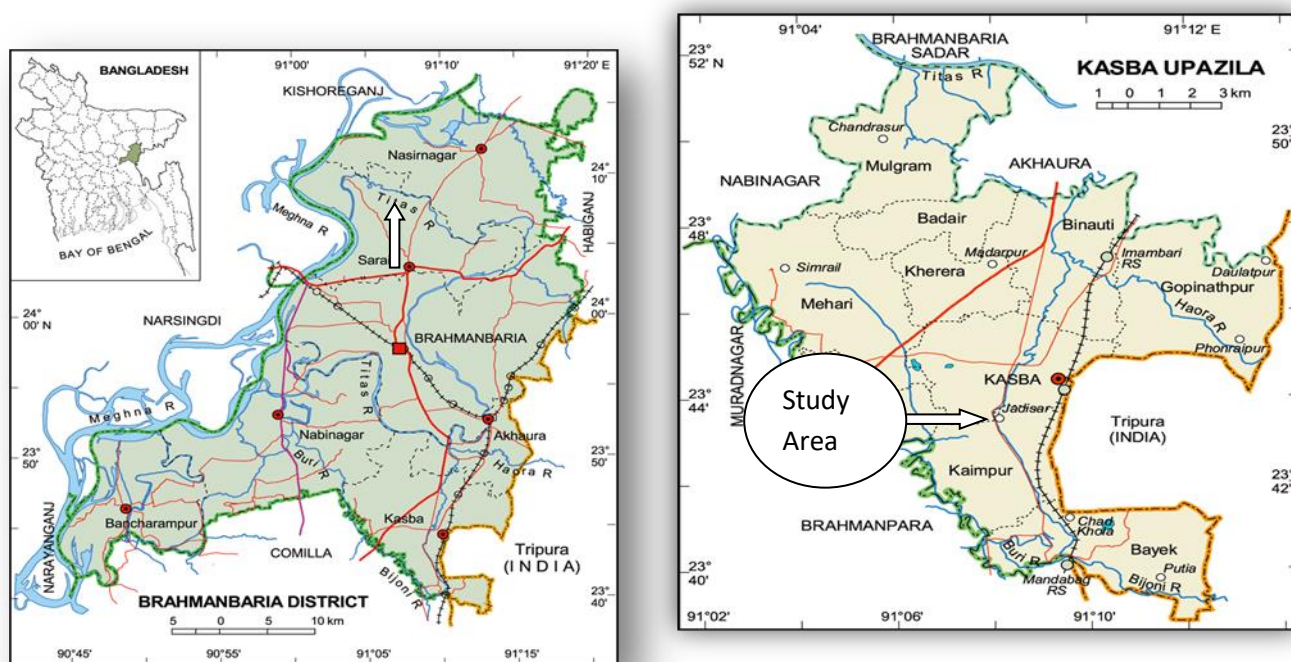 BANGLADESH
BAY OF BENGAL
91°00'
91°10'
91°20' E
KISHOREGANJ
Nasirnagar
24°
10'
HABIGANJ
Titas R
Meghna R
Sarai
24°
00' N
24°
00'
NARSINGDI
BRAHMANBARIA
Titas R
Meghna R
Nabinagar
Akhaura
23°
50'
23°
50'
Buri R
Haora R
Bancharampur
Kasba
NARAYANGANJ
COMILLA
Tripura
(INDIA)
Bijoni R
23°
40'
23°
40'
BRAHMANBARIA DISTRICT
5 0 5 10 km
90°45'
90°55'
91°05'
91°15'
91°04'
91°12' E
23°
52' N
BRAHMANBARIA
SADAR
Titas R
KASBA UPAZILA
1 0 1 2 3 km
Chandrasur
23°
50'
Mulgram
AKHAURA
NABINAGAR
23°
48'
Badair
Binauti
Madarpur
Imambari
RS
Simrail
Kherera
Daulatpur
Gopinathpur
Mehari
Haora R
Phonraipur
MURADNAGAR
KASBA
23°
44'
Study
Area
Jadisar
Tripura
(INDIA)
Kaimpur
23°
42'
BRAHMANPARA
Chad
Khola
Bayek
Buri R
Putia
23°
40'
Mandabag
RS
Bijoni R
91°02'
91°06'
91°10'